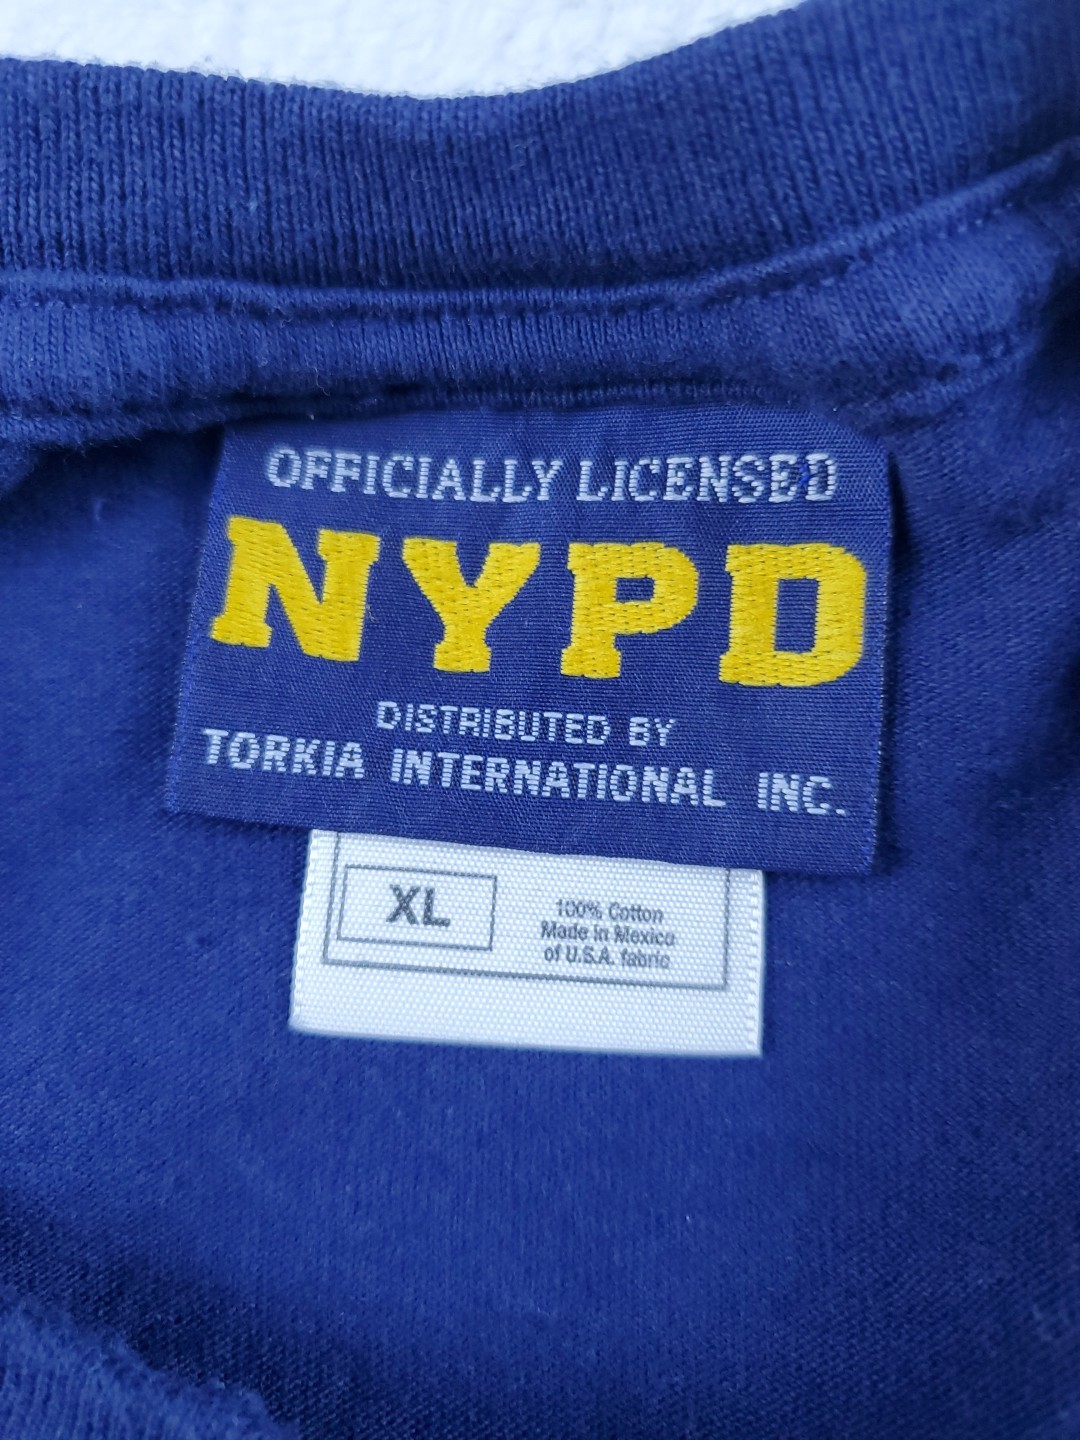 OFFICIALLY LICENSED
NYPD
DISTRIBUTED BY
TORKIA INTERNATIONAL INC.
XL
100% Cotton
Made in Mexico
of U.S.A. fabric